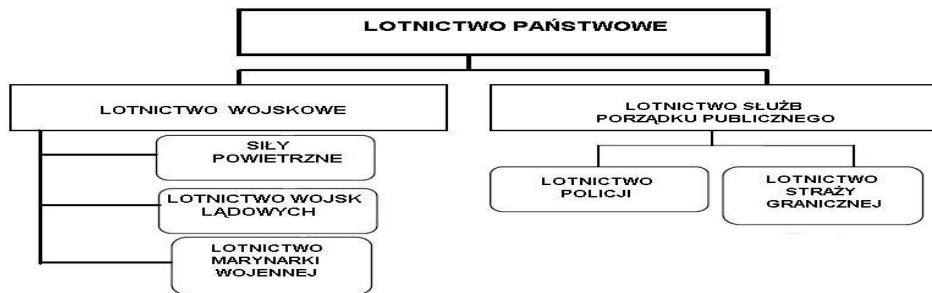 LOTNICTWO PAŃSTWOWE
LOTNICTWO WOJSKOWE
SIŁY
POWIETRZNE
LOTNICTWO WOJSK
LĄDOWYCH
LOTNICTWO
MARYNARKI
WOJENNEJ
LOTNICTWO SŁUŻB
PORZĄDKU PUBLICZNEGO
LOTNICTWO
POLICJI
LOTNICTWO
STRAŻY
GRANICZNEJ